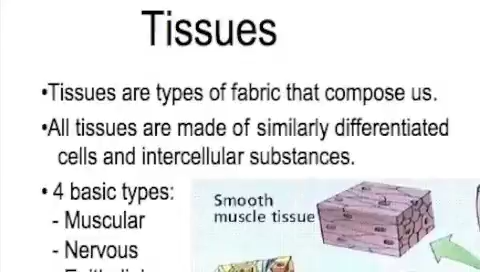 Tissues
•Tissues are types of fabric that compose us.
•All tissues are made of similarly differentiated
cells and intercellular substances.
• 4 basic types:
- Muscular
- Nervous
Smooth
muscle tissue